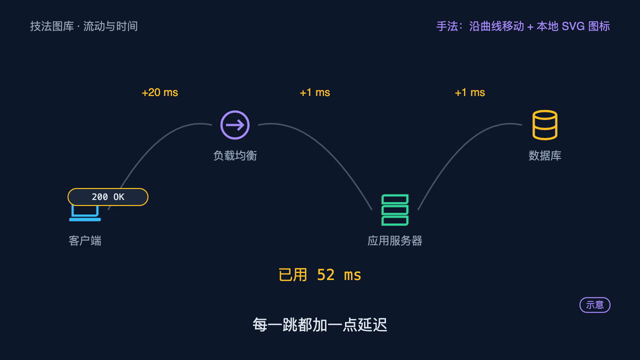 技法图库 · 流动与时间
手法：沿曲线移动 + 本地 SVG 图标
+20 ms
+1 ms
+1 ms
负载均衡
数据库
200 OK
客户端
应用服务器
已用 52 ms
示意
每一跳都加一点延迟